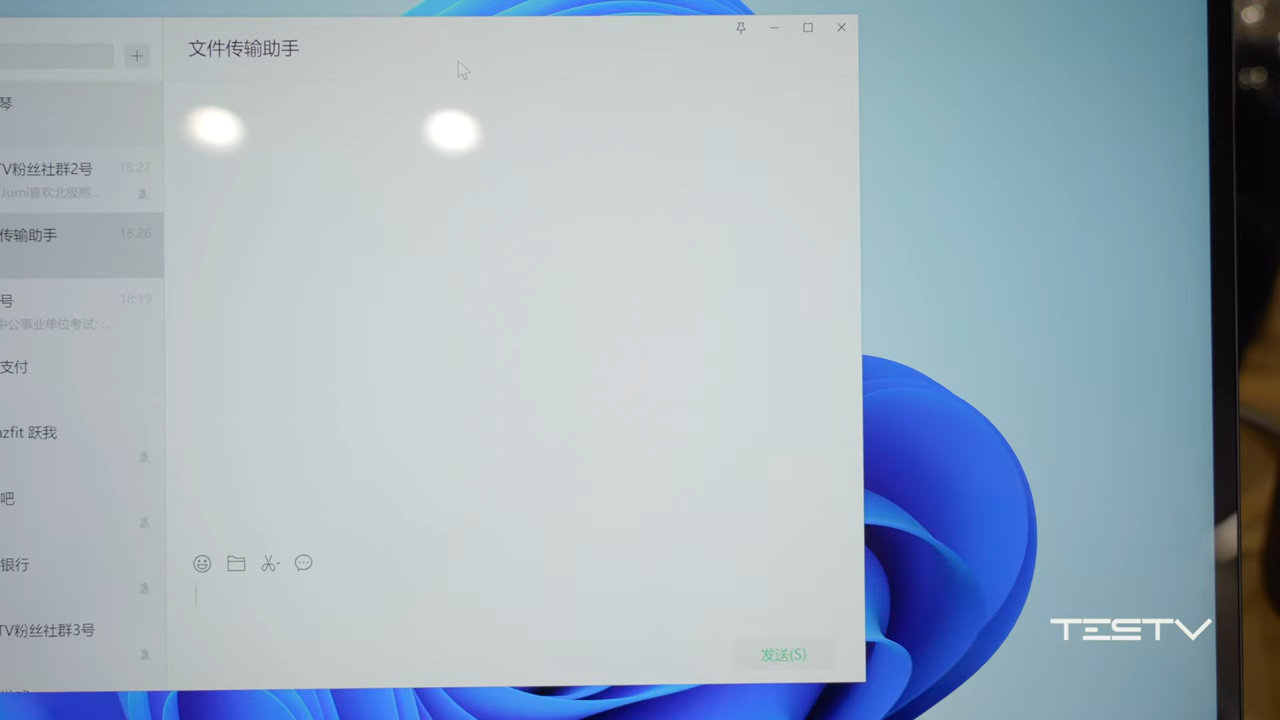 文件传输助手
琴
TV粉丝社群2号 18:27
Jumi喜欢北极熊...
传输助手 18:26
号 18:19
中公事业单位考试: ...
支付
azfit 跃我
吧
银行
TV粉丝社群3号
发送(S)
TESTV